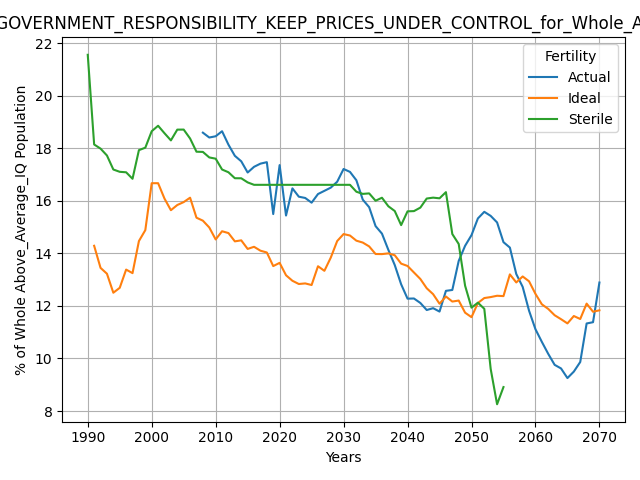 GOVERNMENT_RESPONSIBILITY_KEEP_PRICES_UNDER_CONTROL_for_Whole_A
% of Whole Above_Average_IQ Population
22
20
18
16
14
12
10
8
Fertility
Actual
Ideal
Sterile
1990 2000 2010 2020 2030 2040 2050 2060 2070
Years